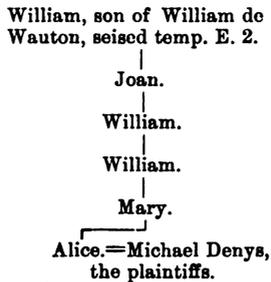 William, son of William de
Wauton, seised temp. E. 2.
Joan.
William.
William.
Mary.
Alice.=Michael Denys,
the plaintiffs.